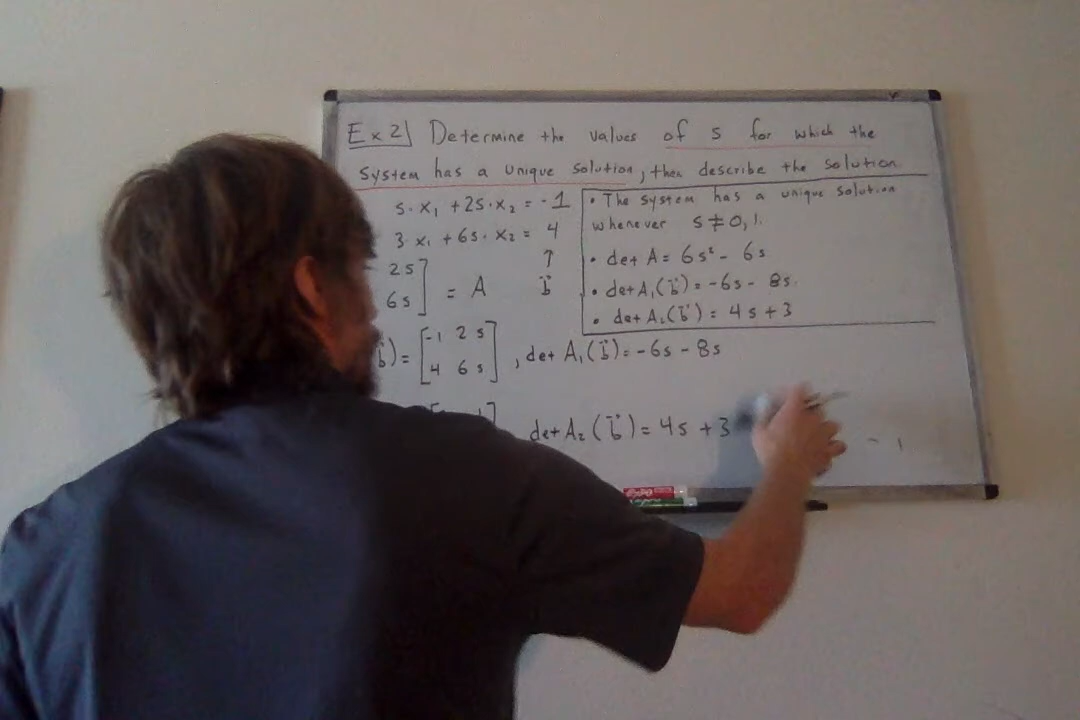 Ex 2] Determine the values of s for which the
system has a unique solution, then describe the solution.
s·x₁ + 2s·x₂ = -1
3·x₁ + 6s·x₂ = 4
2s
6s] = A
↑
b⃗
• The system has a unique solution
whenever s ≠ 0, 1.
• det A = 6s² - 6s
• det A₁(b⃗) = -6s - 8s
• det A₂(b⃗) = 4s + 3
b⃗) = [-1 2s
4 6s], det A₁(b⃗) = -6s - 8s
det A₂(b⃗) = 4s + 3